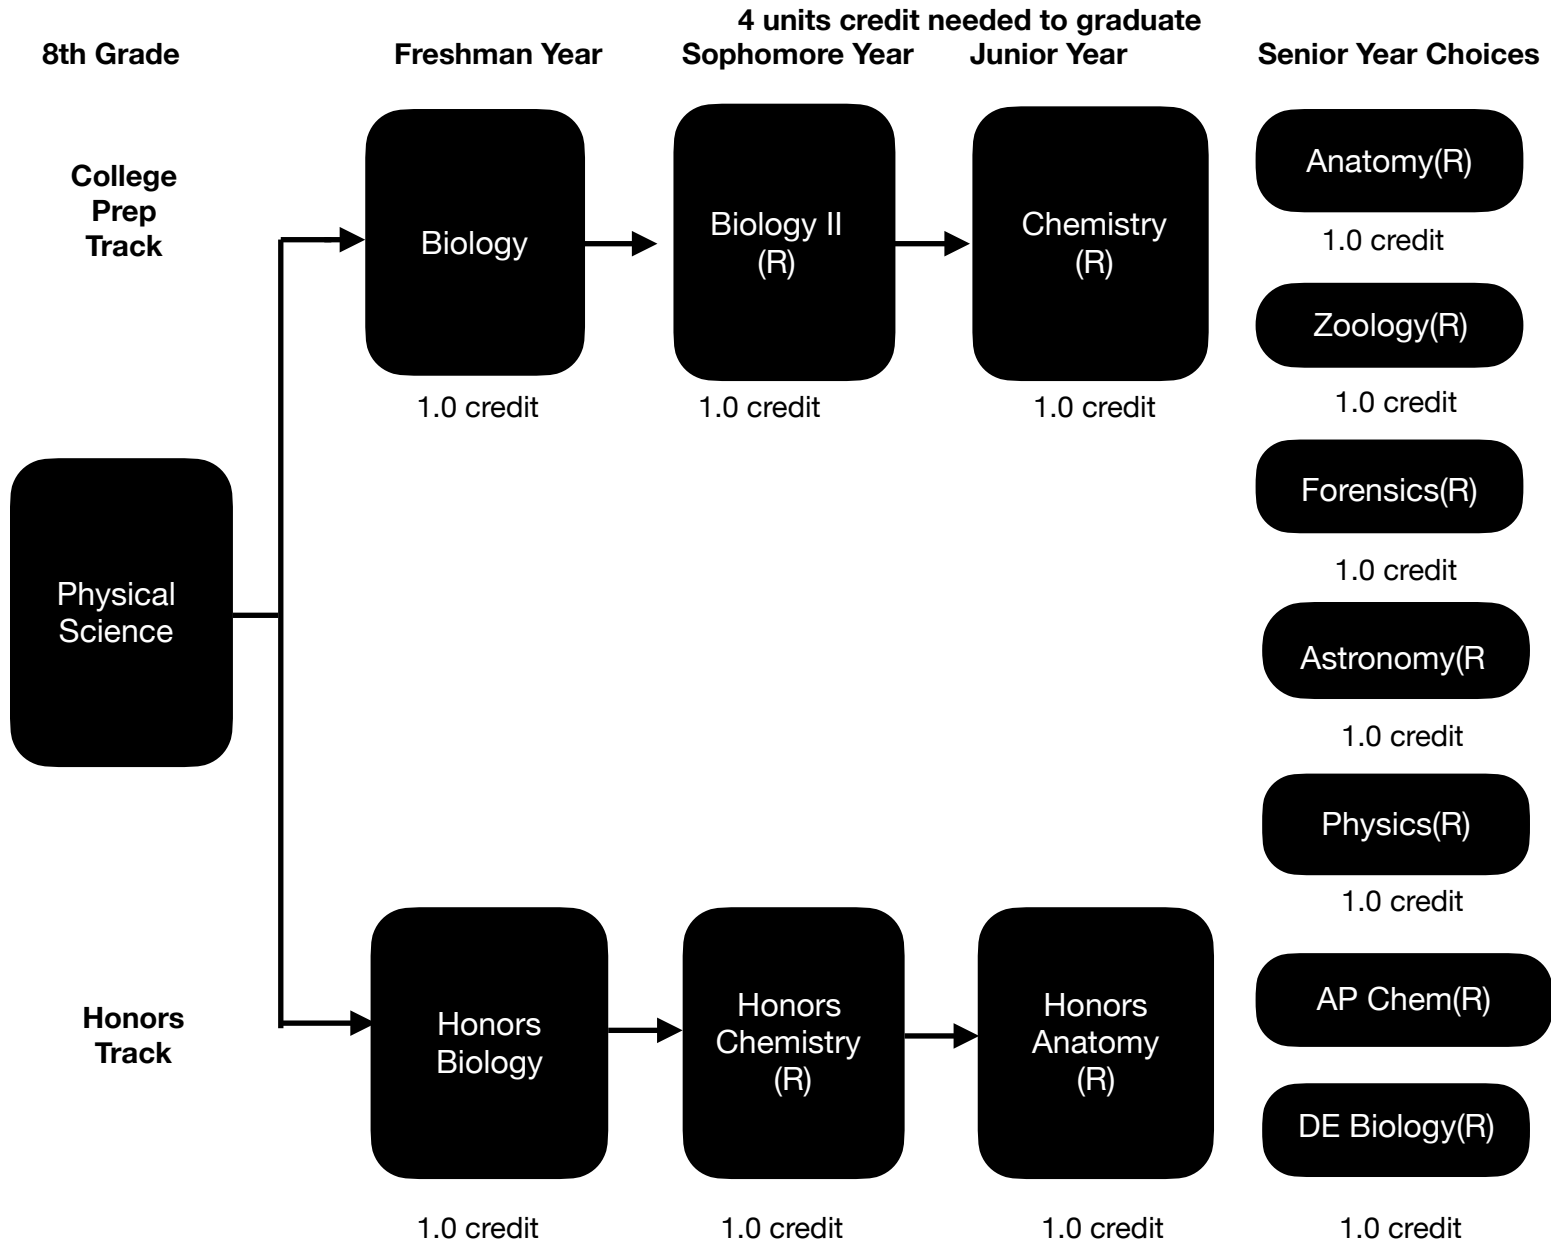 4 units credit needed to graduate
8th Grade
Freshman Year
Sophomore Year
Junior Year
Senior Year Choices
College
Prep
Track
Biology
1.0 credit
Biology II
(R)
1.0 credit
Chemistry
(R)
1.0 credit
Anatomy(R)
1.0 credit
Zoology(R)
1.0 credit
Forensics(R)
1.0 credit
Physical
Science
Astronomy(R
1.0 credit
Physics(R)
1.0 credit
Honors
Track
Honors
Biology
1.0 credit
Honors
Chemistry
(R)
1.0 credit
Honors
Anatomy
(R)
1.0 credit
AP Chem(R)
DE Biology(R)
1.0 credit